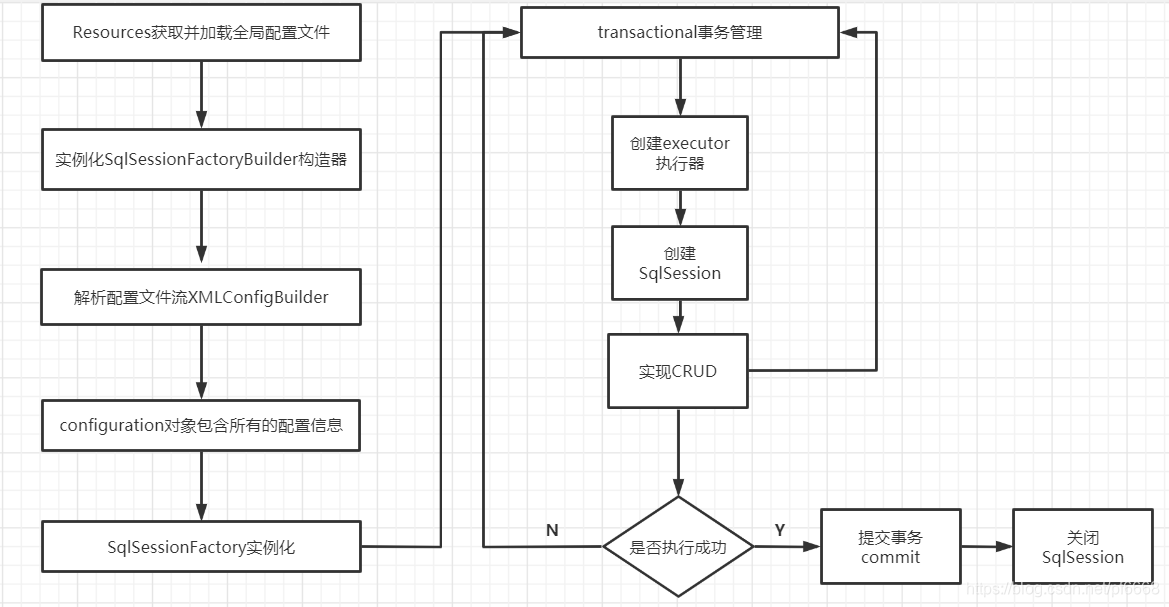 Resources获取并加载全局配置文件
实例化SqlSessionFactoryBuilder构造器
解析配置文件流XMLConfigBuilder
configuration对象包含所有的配置信息
SqlSessionFactory实例化
transactional事务管理
创建executor
执行器
创建
SqlSession
实现CRUD
是否执行成功
N
Y
提交事务
commit
关闭
SqlSession
https://blog.csdn.net/pl6668